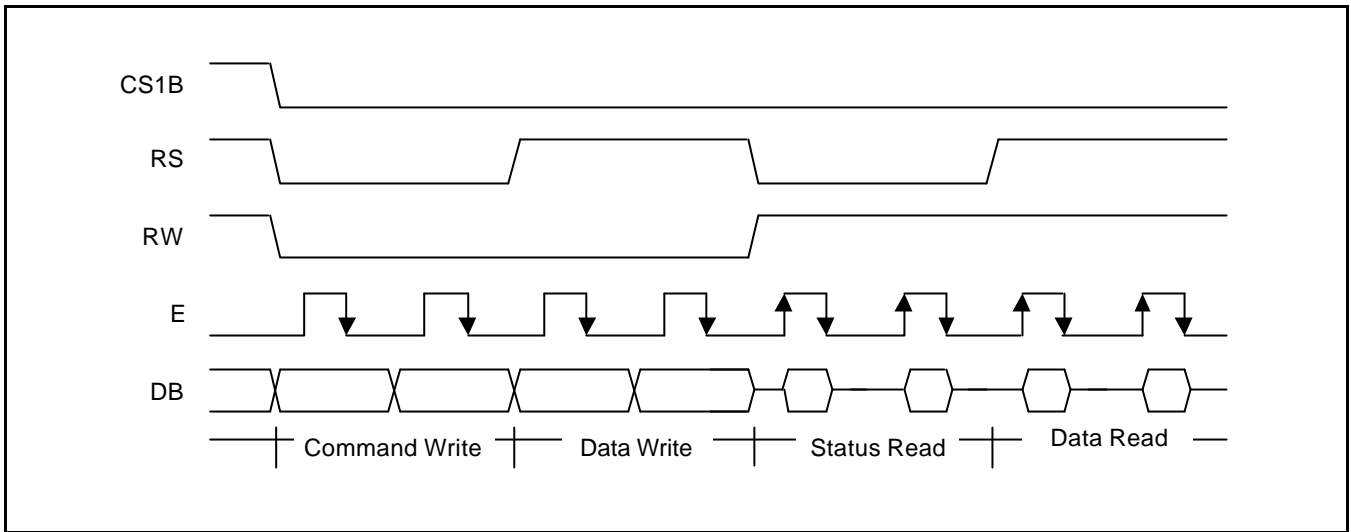 CS1B
RS
RW
E
DB
Command Write Data Write Status Read Data Read